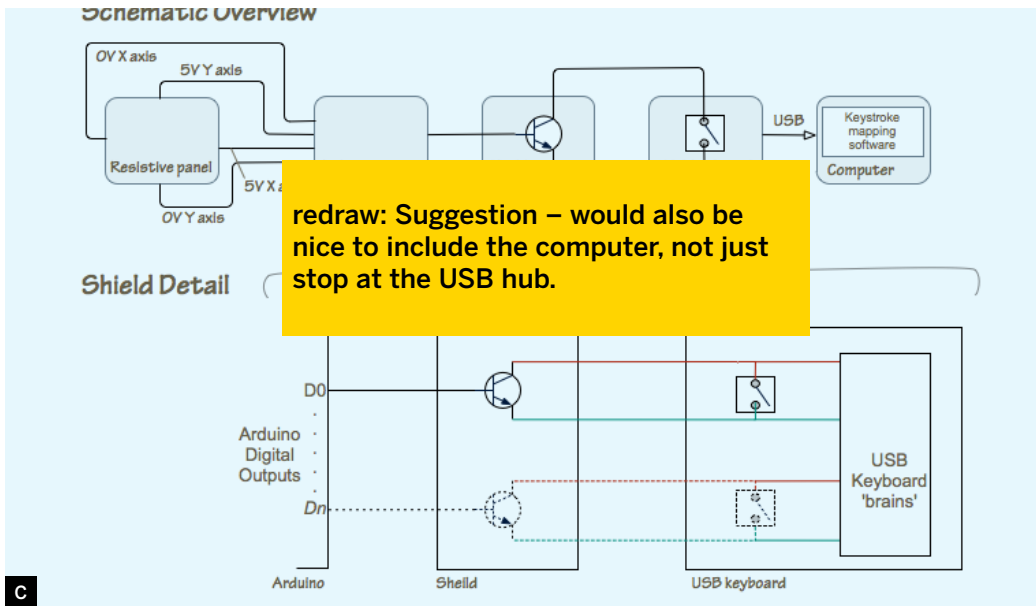 Schematic Overview
0V X axis
5V Y axis
Resistive panel
5V X a
0V Y axis
USB
Keystroke
mapping
software
Computer
redraw: Suggestion – would also be
nice to include the computer, not just
stop at the USB hub.
Shield Detail
D0
Arduino
Digital
Outputs
Dn
USB
Keyboard
'brains'
Arduino
Sheild
USB keyboard
C